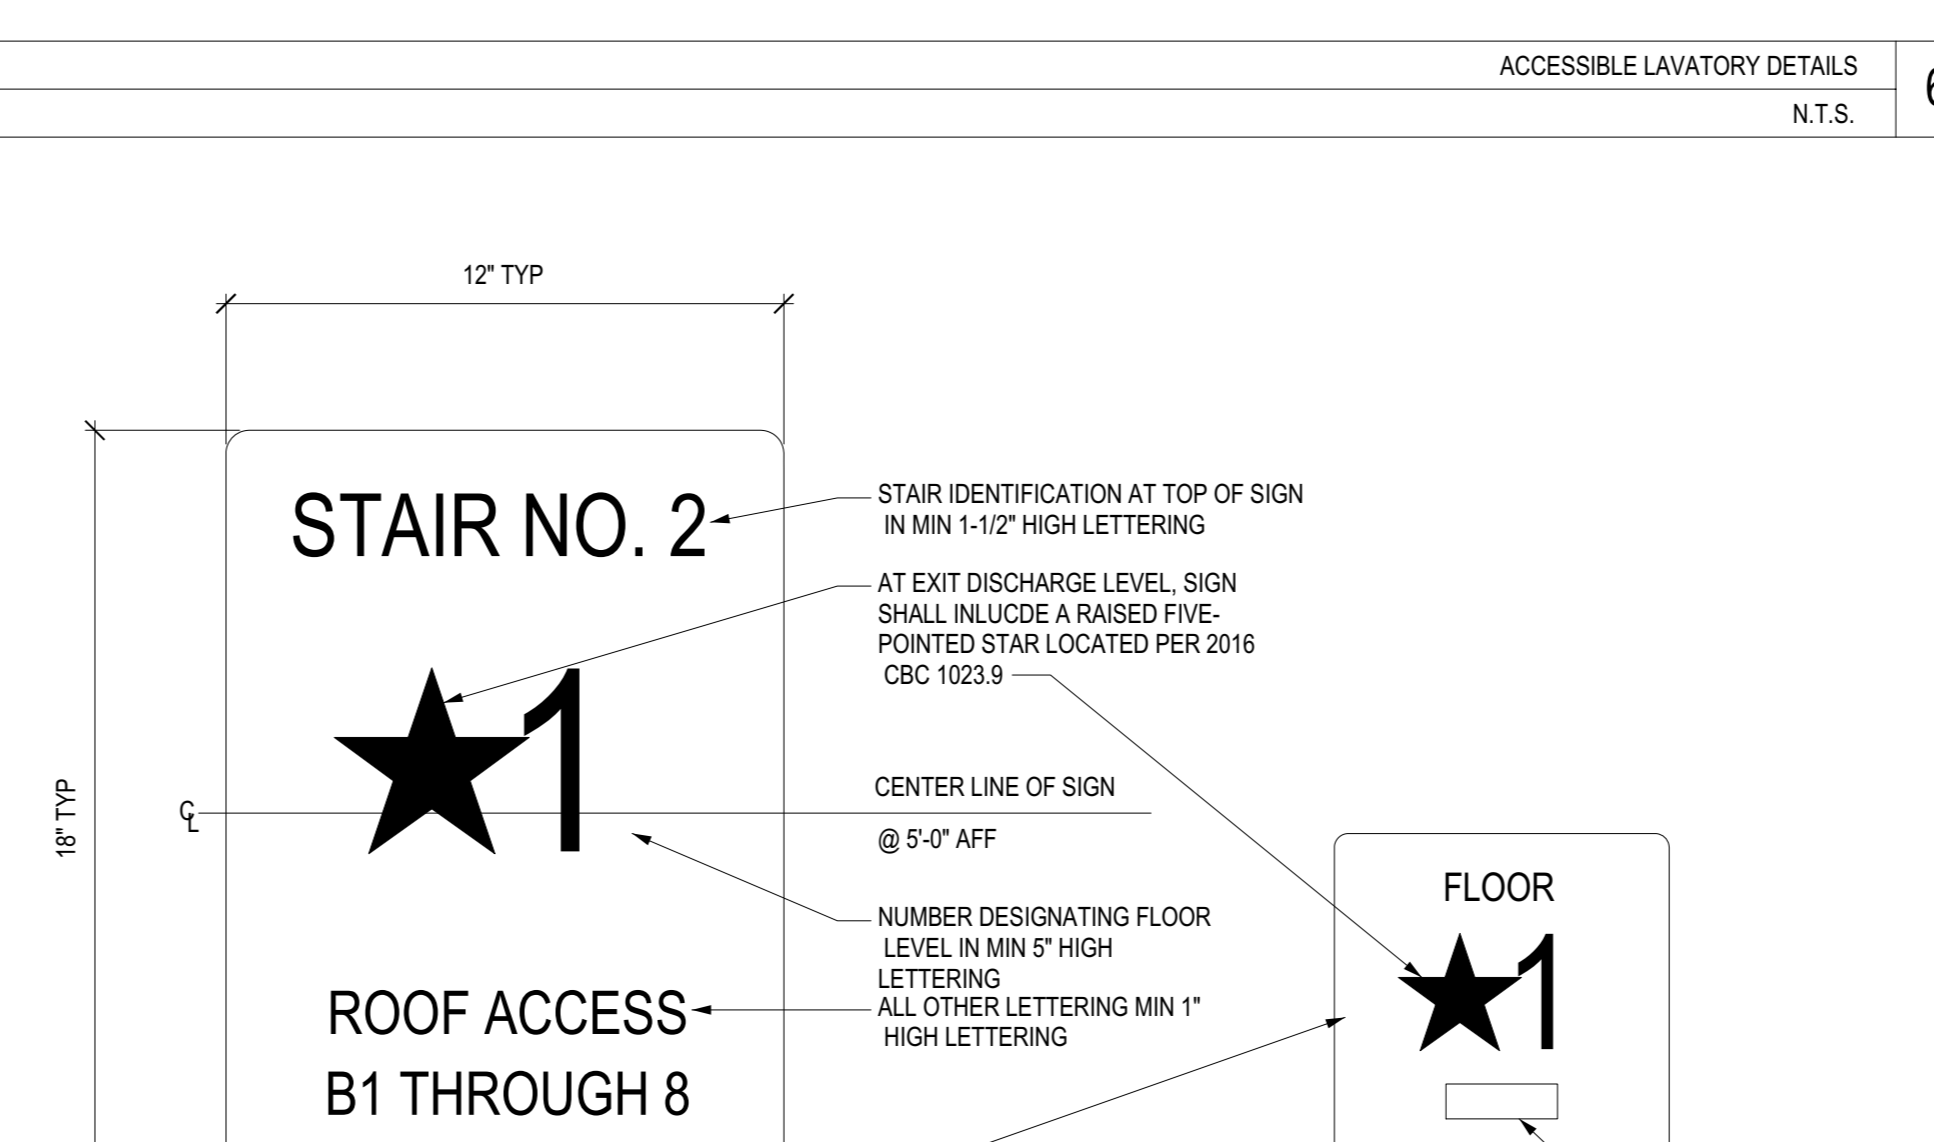 ACCESSIBLE LAVATORY DETAILS
N.T.S.
12" TYP
18" TYP
STAIR NO. 2
STAIR IDENTIFICATION AT TOP OF SIGN
IN MIN 1-1/2" HIGH LETTERING
AT EXIT DISCHARGE LEVEL, SIGN
SHALL INLUCDE A RAISED FIVE-
POINTED STAR LOCATED PER 2016
CBC 1023.9
★1
CL
CENTER LINE OF SIGN
@ 5'-0" AFF
NUMBER DESIGNATING FLOOR
LEVEL IN MIN 5" HIGH
LETTERING
ALL OTHER LETTERING MIN 1"
HIGH LETTERING
ROOF ACCESS
B1 THROUGH 8
FLOOR
★1